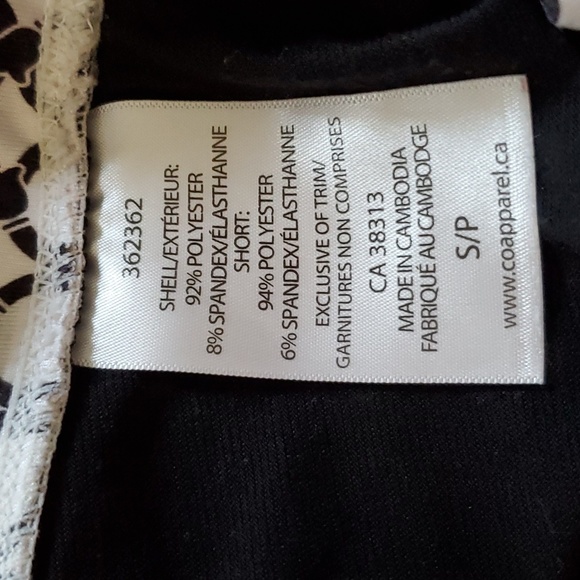 362362
SHELL/EXTÉRIEUR:
92% POLYESTER
8% SPANDEX/ÉLASTHANNE
SHORT:
94% POLYESTER
6% SPANDEX/ÉLASTHANNE
EXCLUSIVE OF TRIM/
GARNITURES NON COMPRISES
CA 38313
MADE IN CAMBODIA
FABRIQUÉ AU CAMBODGE
S/P
www.coapparel.ca